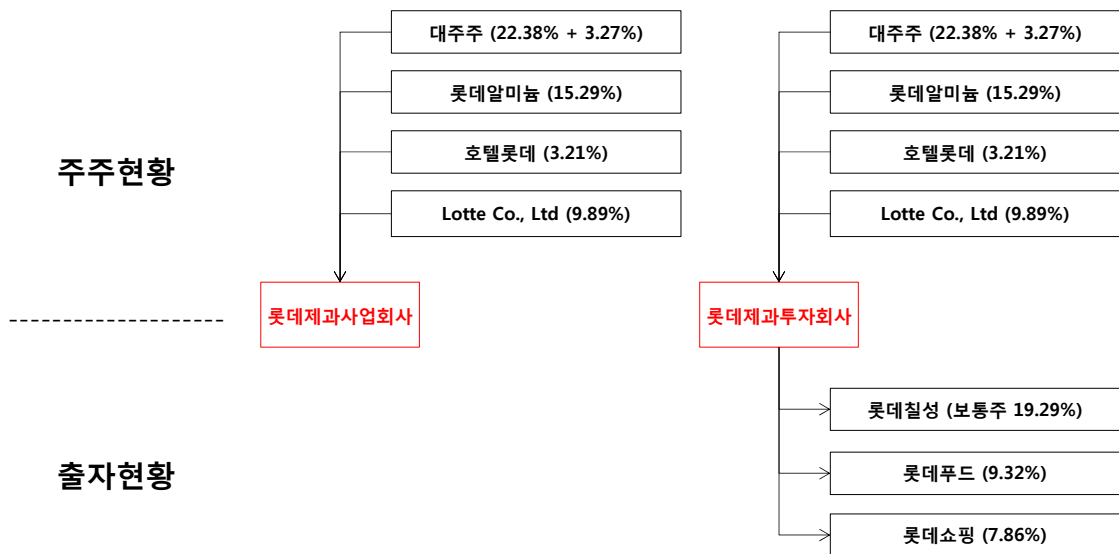 대주주 (22.38% + 3.27%)
롯데알미늄 (15.29%)
호텔롯데 (3.21%)
Lotte Co., Ltd (9.89%)
대주주 (22.38% + 3.27%)
롯데알미늄 (15.29%)
호텔롯데 (3.21%)
Lotte Co., Ltd (9.89%)
주주현황
롯데제과사업회사
롯데제과투자회사
출자현황
롯데칠성 (보통주 19.29%)
롯데푸드 (9.32%)
롯데쇼핑 (7.86%)